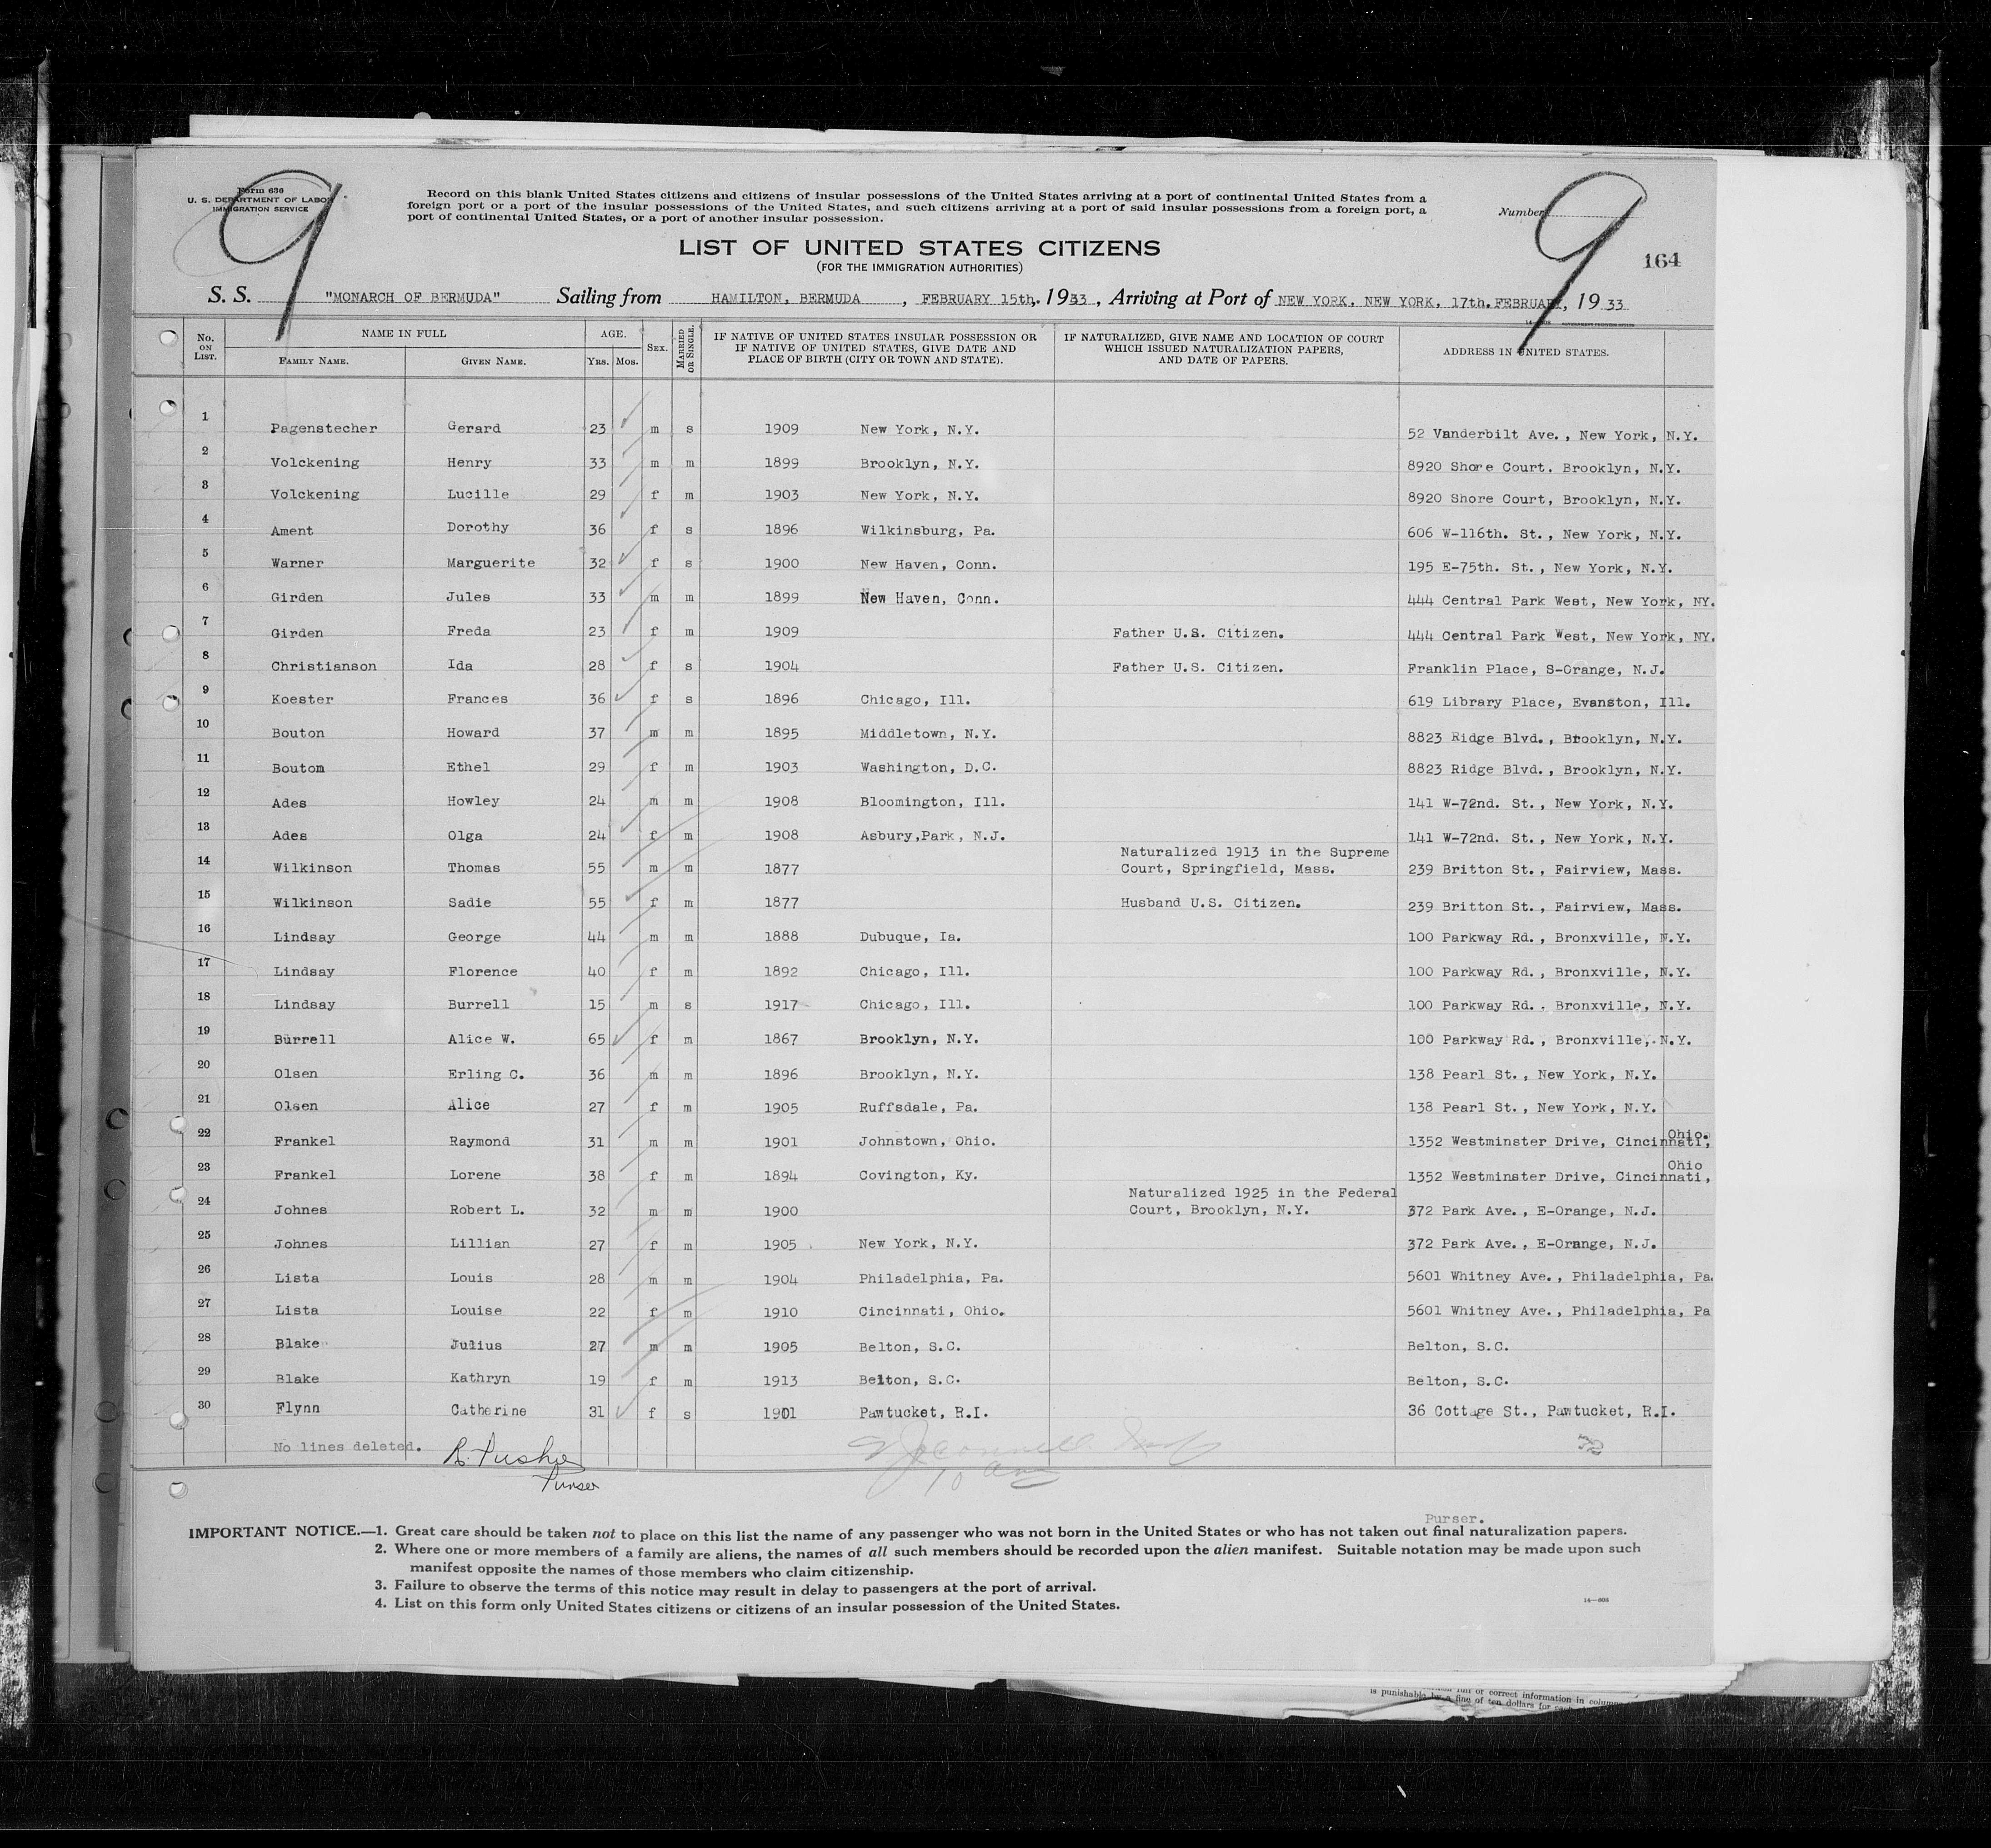 Form 636
U. S. DEPARTMENT OF LABOR
IMMIGRATION SERVICE
9
Record on this blank United States citizens and citizens of insular possessions of the United States arriving at a port of continental United States from a
foreign port or a port of the insular possessions of the United States, and such citizens arriving at a port of said insular possessions from a foreign port, a
port of continental United States, or a port of another insular possession.
Number
9
164
LIST OF UNITED STATES CITIZENS
(FOR THE IMMIGRATION AUTHORITIES)
S. S. "MONARCH OF BERMUDA" Sailing from HAMILTON, BERMUDA , FEBRUARY 15th, 1933 , Arriving at Port of NEW YORK, NEW YORK, 17th. FEBRUARY, 1933
No. ON LIST. NAME IN FULL FAMILY NAME. GIVEN NAME. AGE. YRS. MOS. SEX. MARRIED OR SINGLE. IF NATIVE OF UNITED STATES INSULAR POSSESSION OR IF NATIVE OF UNITED STATES, GIVE DATE AND PLACE OF BIRTH (CITY OR TOWN AND STATE). IF NATURALIZED, GIVE NAME AND LOCATION OF COURT WHICH ISSUED NATURALIZATION PAPERS, AND DATE OF PAPERS. ADDRESS IN UNITED STATES.
1 Pagenstecher Gerard 23 m s 1909 New York, N.Y. 52 Vanderbilt Ave., New York, N.Y.
2 Volckening Henry 33 m m 1899 Brooklyn, N.Y. 8920 Shore Court. Brooklyn, N.Y.
3 Volckening Lucille 29 f m 1903 New York, N.Y. 8920 Shore Court, Brooklyn, N.Y.
4 Ament Dorothy 36 f s 1896 Wilkinsburg, Pa. 606 W-116th. St., New York, N.Y.
5 Warner Marguerite 32 f s 1900 New Haven, Conn. 195 E-75th. St., New York, N.Y.
6 Girden Jules 33 m m 1899 New Haven, Conn. 444 Central Park West, New York, NY.
7 Girden Freda 23 f m 1909 Father U.S. Citizen. 444 Central Park West, New York, NY.
8 Christianson Ida 28 f s 1904 Father U.S. Citizen. Franklin Place, S-Orange, N.J.
9 Koester Frances 36 f s 1896 Chicago, Ill. 619 Library Place, Evanston, Ill.
10 Bouton Howard 37 m m 1895 Middletown, N.Y. 8823 Ridge Blvd., Brooklyn, N.Y.
11 Boutom Ethel 29 f m 1903 Washington, D.C. 8823 Ridge Blvd., Brooklyn, N.Y.
12 Ades Howley 24 m m 1908 Bloomington, Ill. 141 W-72nd. St., New York, N.Y.
13 Ades Olga 24 f m 1908 Asbury,Park, N.J. 141 W-72nd. St., New York, N.Y.
14 Wilkinson Thomas 55 m m 1877 Naturalized 1913 in the Supreme Court, Springfield, Mass. 239 Britton St., Fairview, Mass.
15 Wilkinson Sadie 55 f m 1877 Husband U.S. Citizen. 239 Britton St., Fairview, Mass.
16 Lindsay George 44 m m 1888 Dubuque, Ia. 100 Parkway Rd., Bronxville, N.Y.
17 Lindsay Florence 40 f m 1892 Chicago, Ill. 100 Parkway Rd., Bronxville, N.Y.
18 Lindsay Burrell 15 m s 1917 Chicago, Ill. 100 Parkway Rd., Bronxville, N.Y.
19 Burrell Alice W. 65 f m 1867 Brooklyn, N.Y. 100 Parkway Rd., Bronxville, N.Y.
20 Olsen Erling C. 36 m m 1896 Brooklyn, N.Y. 138 Pearl St., New York, N.Y.
21 Olsen Alice 27 f m 1905 Ruffsdale, Pa. 138 Pearl St., New York, N.Y.
22 Frankel Raymond 31 m m 1901 Johnstown, Ohio. 1352 Westminster Drive, Cincinnati, Ohio.
23 Frankel Lorene 38 f m 1894 Covington, Ky. 1352 Westminster Drive, Cincinnati, Ohio
24 Johnes Robert L. 32 m m 1900 Naturalized 1925 in the Federal Court, Brooklyn, N.Y. 372 Park Ave., E-Orange, N.J.
25 Johnes Lillian 27 f m 1905 New York, N.Y. 372 Park Ave., E-Orange, N.J.
26 Lista Louis 28 m m 1904 Philadelphia, Pa. 5601 Whitney Ave., Philadelphia, Pa.
27 Lista Louise 22 f m 1910 Cincinnati, Ohio. 5601 Whitney Ave., Philadelphia, Pa
28 Blake Julius 27 m m 1905 Belton, S.C. Belton, S.C.
29 Blake Kathryn 19 f m 1913 Belton, S.C. Belton, S.C.
30 Flynn Catherine 31 f s 1901 Pawtucket, R.I. 36 Cottage St., Pawtucket, R.I.
No lines deleted.
Purser
Purser.
IMPORTANT NOTICE.—1. Great care should be taken not to place on this list the name of any passenger who was not born in the United States or who has not taken out final naturalization papers.
2. Where one or more members of a family are aliens, the names of all such members should be recorded upon the alien manifest. Suitable notation may be made upon such
manifest opposite the names of those members who claim citizenship.
3. Failure to observe the terms of this notice may result in delay to passengers at the port of arrival.
4. List on this form only United States citizens or citizens of an insular possession of the United States.
is punishable by a fine of ten dollars for